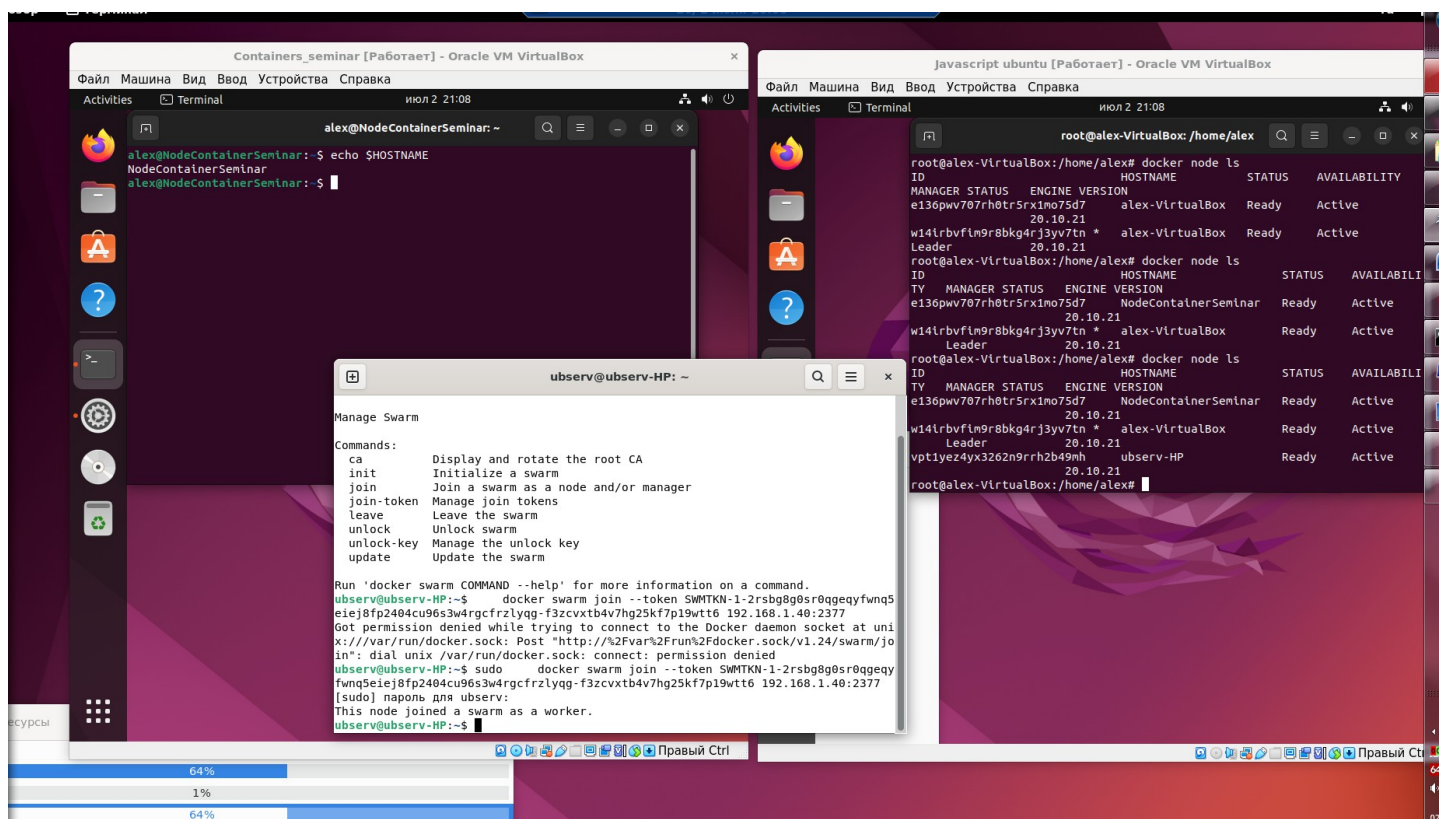 Терминал
Containers_seminar [Работает] - Oracle VM VirtualBox
Файл Машина Вид Ввод Устройства Справка
Activities Terminal июл 2 21:08
alex@NodeContainerSeminar: ~
alex@NodeContainerSeminar:~$ echo $HOSTNAME
NodeContainerSeminar
alex@NodeContainerSeminar:~$
Javascript ubuntu [Работает] - Oracle VM VirtualBox
Файл Машина Вид Ввод Устройства Справка
Activities Terminal июл 2 21:08
root@alex-VirtualBox: /home/alex
root@alex-VirtualBox:/home/alex# docker node ls
ID HOSTNAME STATUS AVAILABILITY
MANAGER STATUS ENGINE VERSION
e136pwv707rh0tr5rx1mo75d7 alex-VirtualBox Ready Active
20.10.21
w14irbvfim9r8bkg4rj3yv7tn * alex-VirtualBox Ready Active
Leader 20.10.21
root@alex-VirtualBox:/home/alex# docker node ls
ID HOSTNAME STATUS AVAILABILI
TY MANAGER STATUS ENGINE VERSION
e136pwv707rh0tr5rx1mo75d7 NodeContainerSeminar Ready Active
20.10.21
w14irbvfim9r8bkg4rj3yv7tn * alex-VirtualBox Ready Active
Leader 20.10.21
root@alex-VirtualBox:/home/alex# docker node ls
ID HOSTNAME STATUS AVAILABILI
TY MANAGER STATUS ENGINE VERSION
e136pwv707rh0tr5rx1mo75d7 NodeContainerSeminar Ready Active
20.10.21
w14irbvfim9r8bkg4rj3yv7tn * alex-VirtualBox Ready Active
Leader 20.10.21
vpt1yez4yx3262n9rrh2b49mh ubserv-HP Ready Active
20.10.21
root@alex-VirtualBox:/home/alex#
ubserv@ubserv-HP: ~
Manage Swarm
Commands:
ca Display and rotate the root CA
init Initialize a swarm
join Join a swarm as a node and/or manager
join-token Manage join tokens
leave Leave the swarm
unlock Unlock swarm
unlock-key Manage the unlock key
update Update the swarm
Run 'docker swarm COMMAND --help' for more information on a command.
ubserv@ubserv-HP:~$ docker swarm join --token SWMTKN-1-2rsbg8g0sr0qgeqyfwnq5
eiej8fp2404cu96s3w4rgcfrzlyqg-f3zcvxtb4v7hg25kf7p19wtt6 192.168.1.40:2377
Got permission denied while trying to connect to the Docker daemon socket at uni
x:///var/run/docker.sock: Post "http://%2Fvar%2Frun%2Fdocker.sock/v1.24/swarm/jo
in": dial unix /var/run/docker.sock: connect: permission denied
ubserv@ubserv-HP:~$ sudo docker swarm join --token SWMTKN-1-2rsbg8g0sr0qgeqy
fwnq5eiej8fp2404cu96s3w4rgcfrzlyqg-f3zcvxtb4v7hg25kf7p19wtt6 192.168.1.40:2377
[sudo] пароль для ubserv:
This node joined a swarm as a worker.
ubserv@ubserv-HP:~$
есурсы
Правый Ctrl
Правый Ct
64%
1%
64%